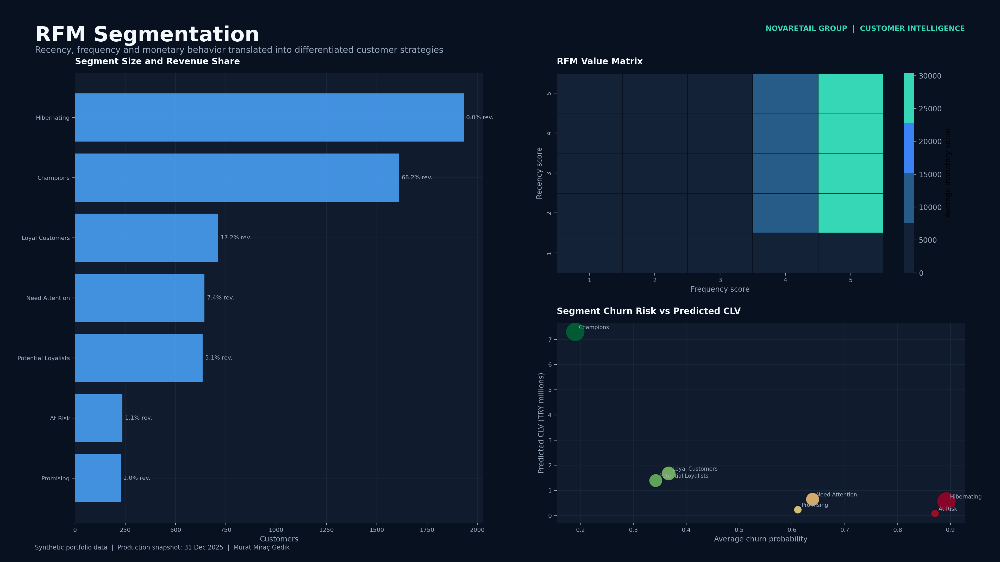 RFM Segmentation
NOVARETAIL GROUP | CUSTOMER INTELLIGENCE
Recency, frequency and monetary behavior translated into differentiated customer strategies
Segment Size and Revenue Share
Hibernating
0.0% rev.
Champions
68.2% rev.
Loyal Customers
17.2% rev.
Need Attention
7.4% rev.
Potential Loyalists
5.1% rev.
At Risk
1.1% rev.
Promising
1.0% rev.
0 250 500 750 1000 1250 1500 1750 2000
Customers
RFM Value Matrix
Recency score
5
4
3
2
1
1 2 3 4 5
Frequency score
30000
25000
20000
15000
10000
5000
0
Average monetary value
Segment Churn Risk vs Predicted CLV
Predicted CLV (TRY millions)
7
6
5
4
3
2
1
0
Champions
Loyal Customers
Potential Loyalists
Need Attention
Promising
Hibernating
At Risk
0.2 0.3 0.4 0.5 0.6 0.7 0.8 0.9
Average churn probability
Synthetic portfolio data | Production snapshot: 31 Dec 2025 | Murat Miraç Gedik